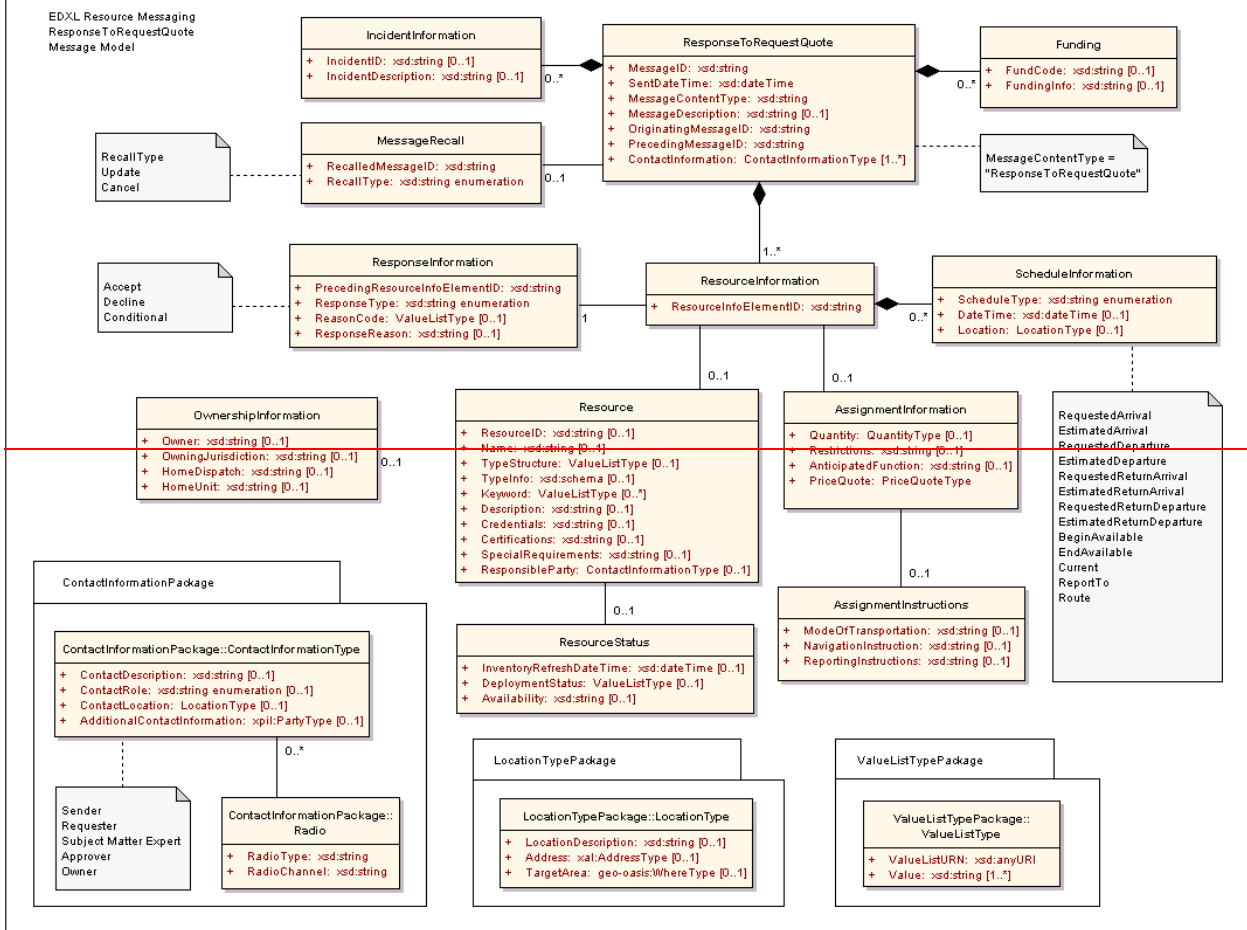 EDXL Resource Messaging
ResponseToRequestQuote
Message Model
IncidentInformation
+ IncidentID: xsd:string [0..1]
+ IncidentDescription: xsd:string [0..1]
0..*
ResponseToRequestQuote
+ MessageID: xsd:string
+ SentDateTime: xsd:dateTime
+ MessageContentType: xsd:string
+ MessageDescription: xsd:string [0..1]
+ OriginatingMessageID: xsd:string
+ PrecedingMessageID: xsd:string
+ ContactInformation: ContactInformationType [1..*]
Funding
+ FundCode: xsd:string [0..1]
+ FundingInfo: xsd:string [0..1]
0..*
RecallType
Update
Cancel
MessageRecall
+ RecalledMessageID: xsd:string
+ RecallType: xsd:string enumeration
0..1
MessageContentType =
"ResponseToRequestQuote"
1..*
Accept
Decline
Conditional
ResponseInformation
+ PrecedingResourceInfoElementID: xsd:string
+ ResponseType: xsd:string enumeration
+ ReasonCode: ValueListType [0..1]
+ ResponseReason: xsd:string [0..1]
1
ResourceInformation
+ ResourceInfoElementID: xsd:string
0..*
ScheduleInformation
+ ScheduleType: xsd:string enumeration
+ DateTime: xsd:dateTime [0..1]
+ Location: LocationType [0..1]
0..1
0..1
OwnershipInformation
+ Owner: xsd:string [0..1]
+ OwningJurisdiction: xsd:string [0..1]
+ HomeDispatch: xsd:string [0..1]
+ HomeUnit: xsd:string [0..1]
0..1
Resource
+ ResourceID: xsd:string [0..1]
+ Name: xsd:string [0..1]
+ TypeStructure: ValueListType [0..1]
+ TypeInfo: xsd:schema [0..1]
+ Keyword: ValueListType [0..*]
+ Description: xsd:string [0..1]
+ Credentials: xsd:string [0..1]
+ Certifications: xsd:string [0..1]
+ SpecialRequirements: xsd:string [0..1]
+ ResponsibleParty: ContactInformationType [0..1]
AssignmentInformation
+ Quantity: QuantityType [0..1]
+ Restrictions: xsd:string [0..1]
+ AnticipatedFunction: xsd:string [0..1]
+ PriceQuote: PriceQuoteType
RequestedArrival
EstimatedArrival
RequestedDeparture
EstimatedDeparture
RequestedReturnArrival
EstimatedReturnArrival
RequestedReturnDeparture
EstimatedReturnDeparture
BeginAvailable
EndAvailable
Current
ReportTo
Route
0..1
0..1
ResourceStatus
+ InventoryRefreshDateTime: xsd:dateTime [0..1]
+ DeploymentStatus: ValueListType [0..1]
+ Availability: xsd:string [0..1]
AssignmentInstructions
+ ModeOfTransportation: xsd:string [0..1]
+ NavigationInstruction: xsd:string [0..1]
+ ReportingInstructions: xsd:string [0..1]
ContactInformationPackage
ContactInformationPackage::ContactInformationType
+ ContactDescription: xsd:string [0..1]
+ ContactRole: xsd:string enumeration [0..1]
+ ContactLocation: LocationType [0..1]
+ AdditionalContactInformation: xpil:PartyType [0..1]
0..*
Sender
Requester
Subject Matter Expert
Approver
Owner
ContactInformationPackage::
Radio
+ RadioType: xsd:string
+ RadioChannel: xsd:string
LocationTypePackage
LocationTypePackage::LocationType
+ LocationDescription: xsd:string [0..1]
+ Address: xal:AddressType [0..1]
+ TargetArea: geo-oasis:WhereType [0..1]
ValueListTypePackage
ValueListTypePackage::
ValueListType
+ ValueListURN: xsd:anyURI
+ Value: xsd:string [1..*]